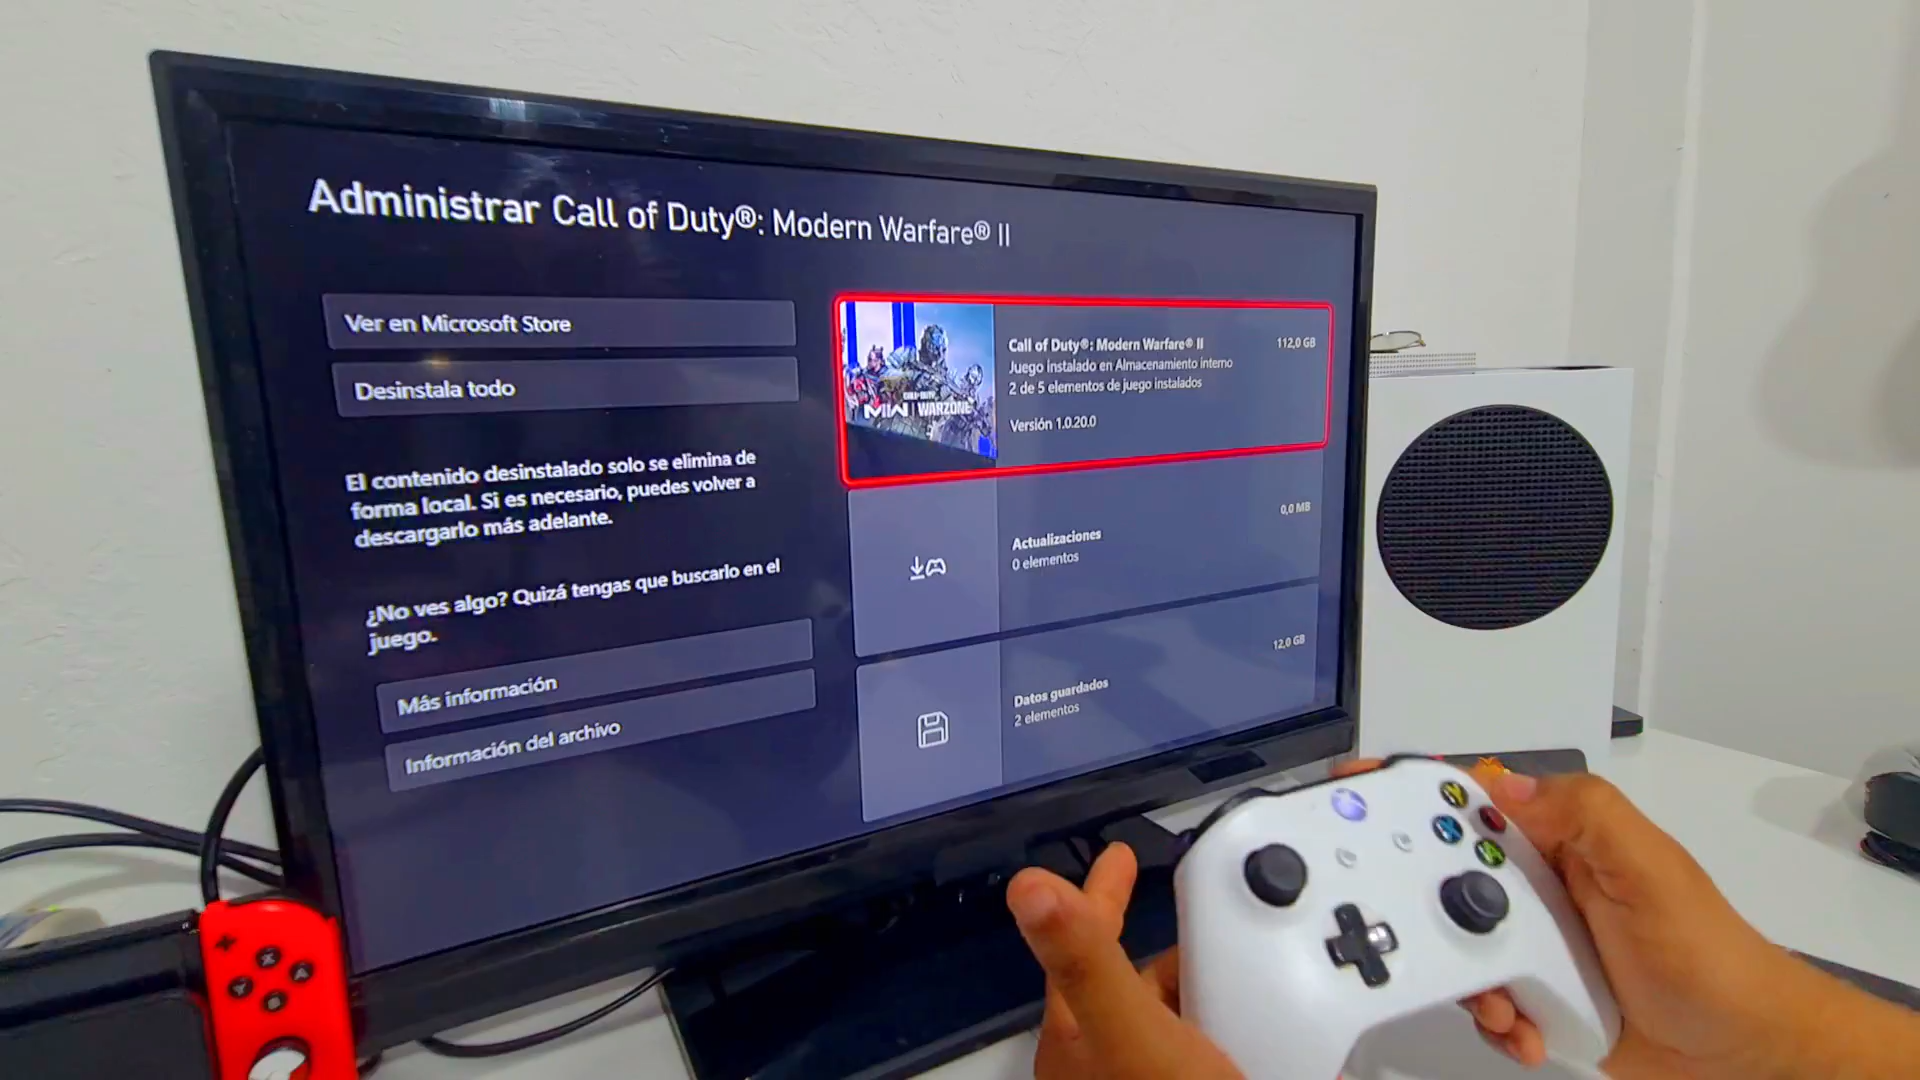 Administrar Call of Duty®: Modern Warfare® II
Ver en Microsoft Store
Desinstala todo
El contenido desinstalado solo se elimina de
forma local. Si es necesario, puedes volver a
descargarlo más adelante.
¿No ves algo? Quizá tengas que buscarlo en el
juego.
Más información
Información del archivo
CALL OF DUTY
MW | WARZONE
Call of Duty®: Modern Warfare® II
112,0 GB
Juego instalado en Almacenamiento interno
2 de 5 elementos de juego instalados
Versión 1.0.20.0
Actualizaciones
0,0 MB
0 elementos
Datos guardados
12,0 GB
2 elementos
Y
X
A
X
A
Y
B